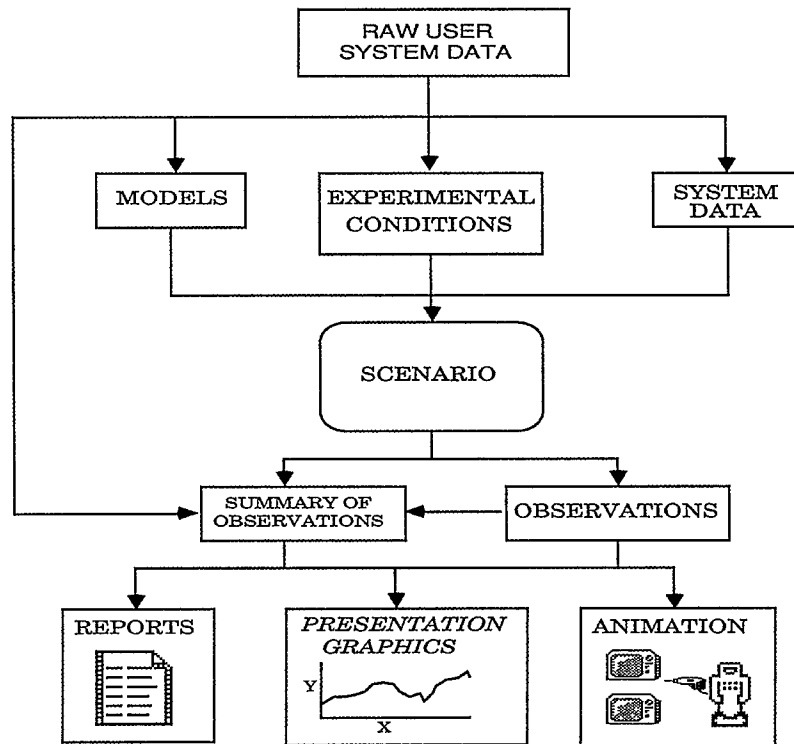 RAW USER
SYSTEM DATA
MODELS
EXPERIMENTAL
CONDITIONS
SYSTEM
DATA
SCENARIO
SUMMARY OF
OBSERVATIONS
OBSERVATIONS
REPORTS
PRESENTATION
GRAPHICS
Y
X
ANIMATION